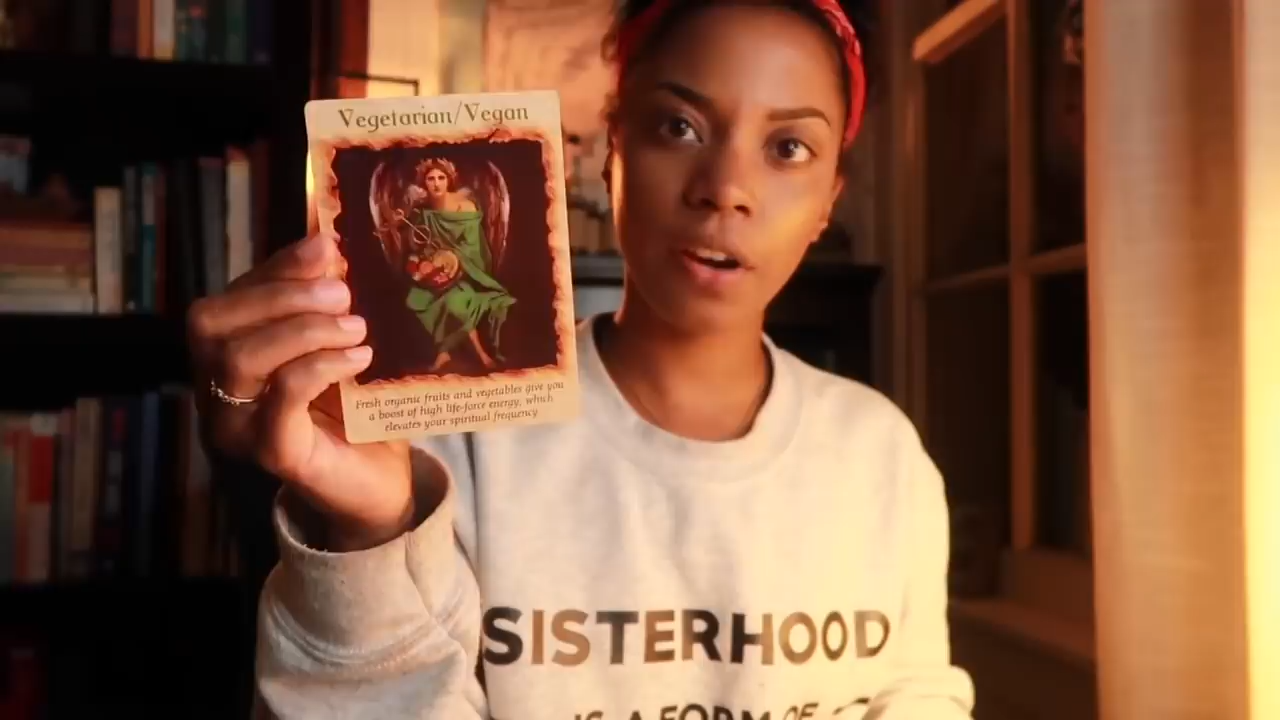 Vegetarian/Vegan
Fresh organic fruits and vegetables give you
a boost of high life-force energy, which
elevates your spiritual frequency
SISTERHOOD
IS A FORM OF